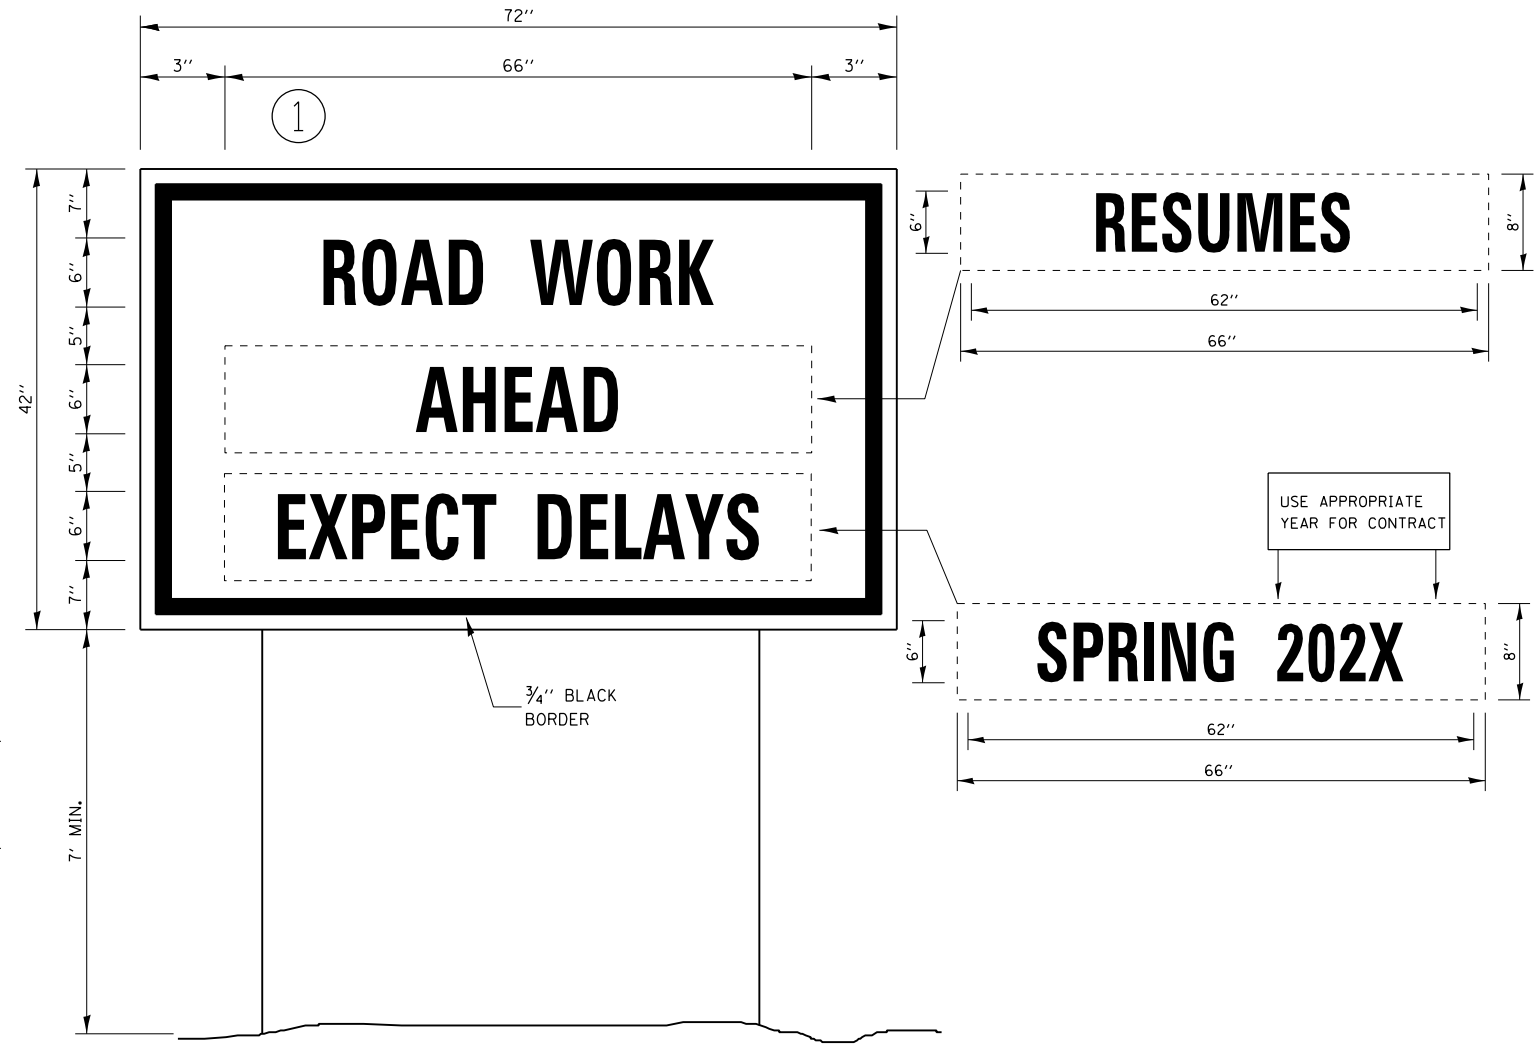 72''
3'' 66'' 3''
1
7''
6''
5''
6''
5''
6''
7''
42''
7' MIN.
ROAD WORK
AHEAD
EXPECT DELAYS
3/4'' BLACK
BORDER
6''
RESUMES
8''
62''
66''
USE APPROPRIATE
YEAR FOR CONTRACT
6''
SPRING 202X
8''
62''
66''